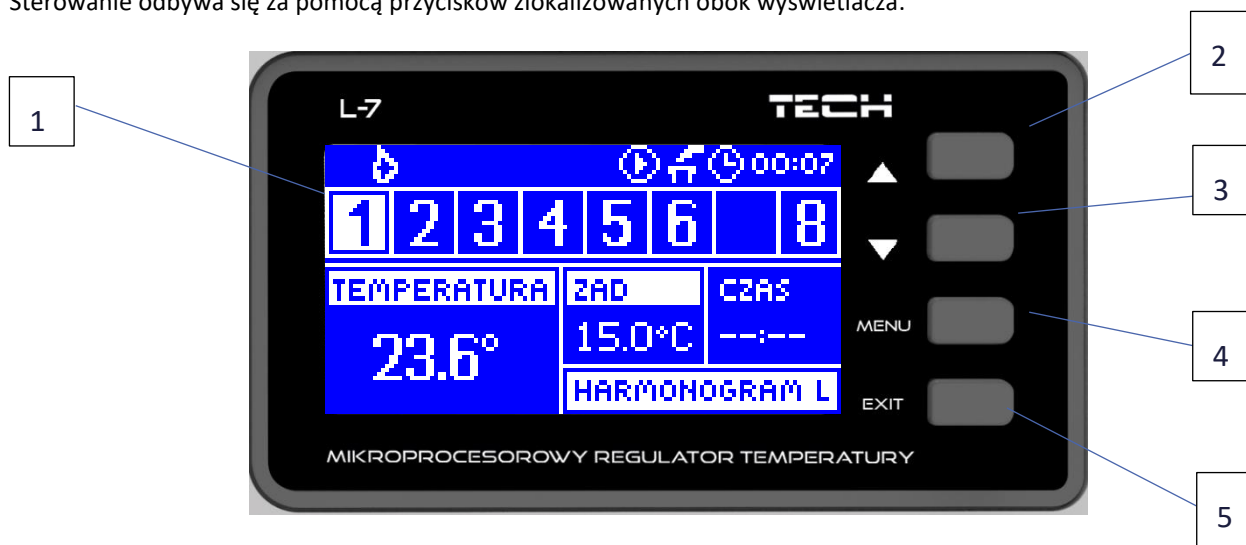 Sterowanie odbywa się za pomocą przycisków zlokalizowanych obok wyświetlacza.
2
1
L-7 TECH
00:07
3
1 2 3 4 5 6 8
TEMPERATURA ZAD CZAS
23.6° 15.0°C --:--
MENU
4
HARMONOGRAM L
EXIT
MIKROPROCESOROWY REGULATOR TEMPERATURY
5